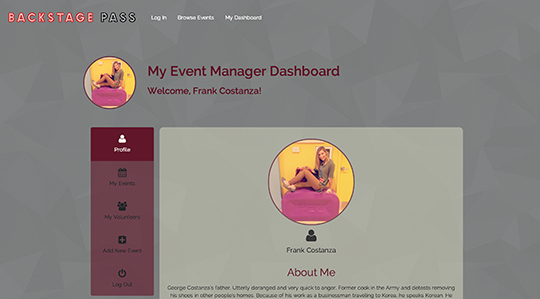 BACKSTAGE PASS
Log In Browse Events My Dashboard
My Event Manager Dashboard
Welcome, Frank Costanza!
Profile
My Events
My Volunteers
Add New Event
Log Out
Frank Costanza
About Me
George Costanza's father. Utterly deranged and very quick to anger. Former cook in the Army and detests removing
his shoes in other people's homes. Because of his work as a businessman traveling to Korea, he speaks Korean. He